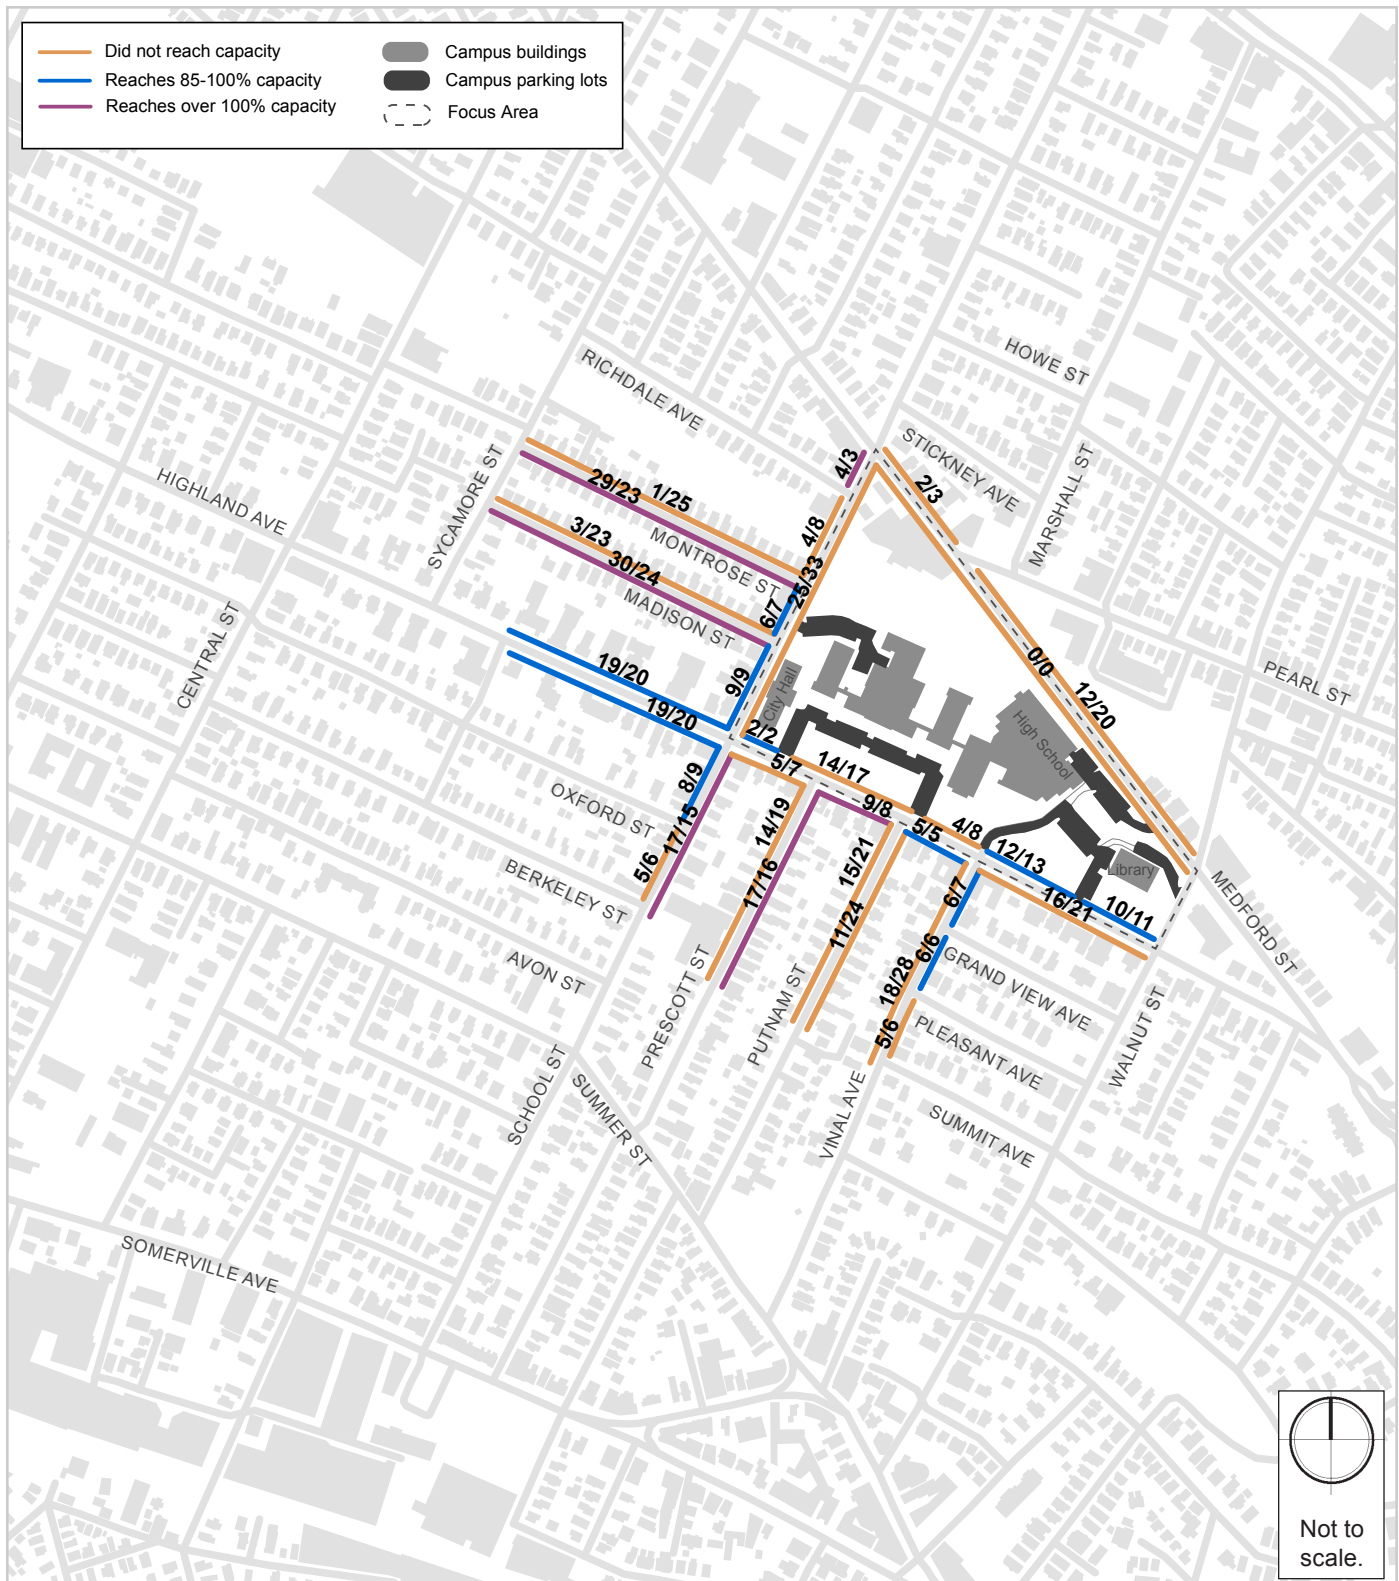 Did not reach capacity
Reaches 85-100% capacity
Reaches over 100% capacity
Campus buildings
Campus parking lots
Focus Area
HOWE ST
RICHDALE AVE
STICKNEY AVE
MARSHALL ST
4/3
2/3
SYCAMORE ST
HIGHLAND AVE
29/23
1/25
4/8
MONTROSE ST
3/23
30/24
25/33
6/7
MADISON ST
CENTRAL ST
PEARL ST
0/0
12/20
19/20
19/20
9/9
City Hall
2/2
High School
5/7
14/17
8/9
OXFORD ST
17/15
5/6
14/19
9/8
5/5
4/8
12/13
17/16
15/21
11/24
6/7
16/21
10/11
Library
BERKELEY ST
MEDFORD ST
6/6
18/28
5/6
GRAND VIEW AVE
AVON ST
PRESCOTT ST
PUTNAM ST
PLEASANT AVE
WALNUT ST
SCHOOL ST
SUMMER ST
VINAL AVE
SUMMIT AVE
SOMERVILLE AVE
Not to
scale.